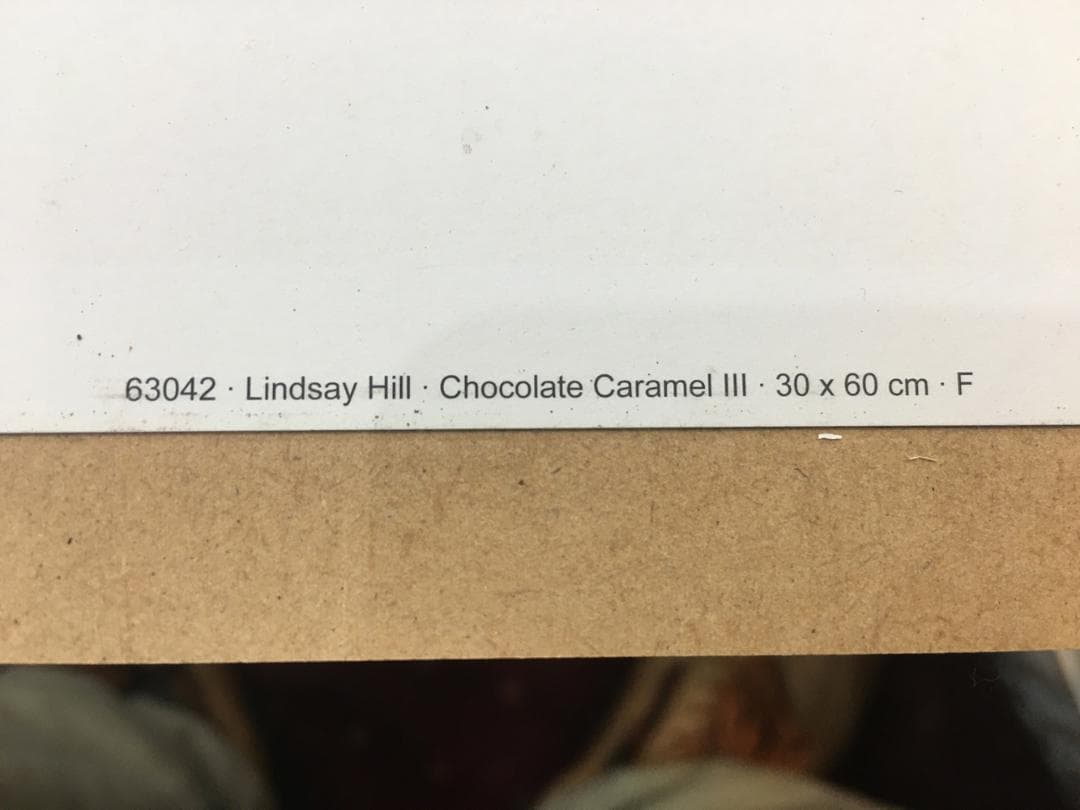 63042 · Lindsay Hill · Chocolate Caramel III · 30 x 60 cm · F